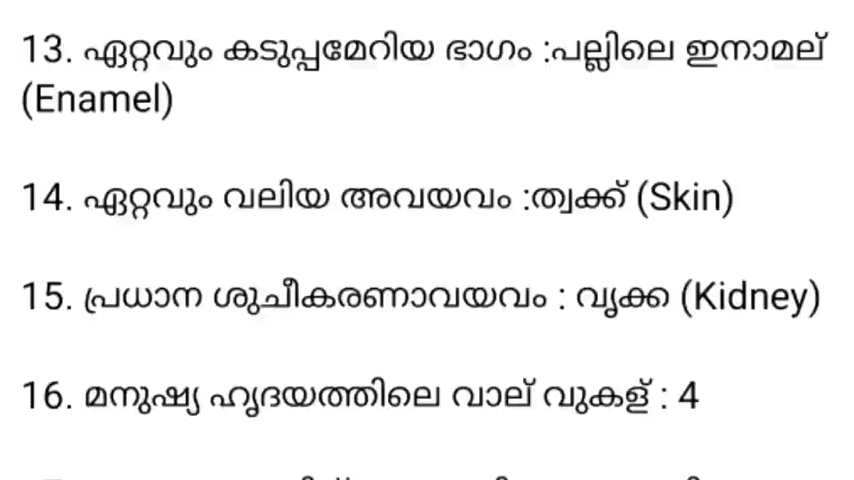 13. ഏറ്റവും കടുപ്പമേറിയ ഭാഗം :പല്ലിലെ ഇനാമല്
(Enamel)
14. ഏറ്റവും വലിയ അവയവം :ത്വക്ക് (Skin)
15. പ്രധാന ശുചീകരണാവയവം : വൃക്ക (Kidney)
16. മനുഷ്യ ഹൃദയത്തിലെ വാല് വുകള് : 4